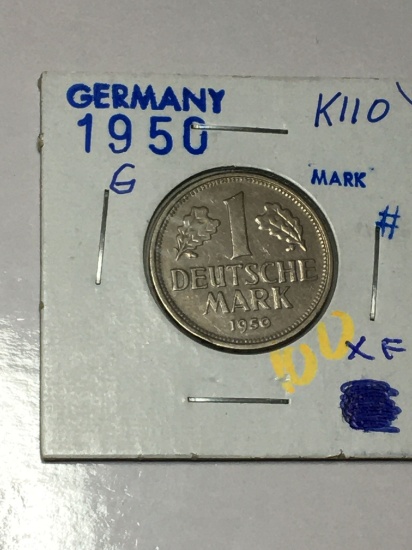 GERMANY
1950
K110
G
MARK
#
1
DEUTSCHE
MARK
1950
XF